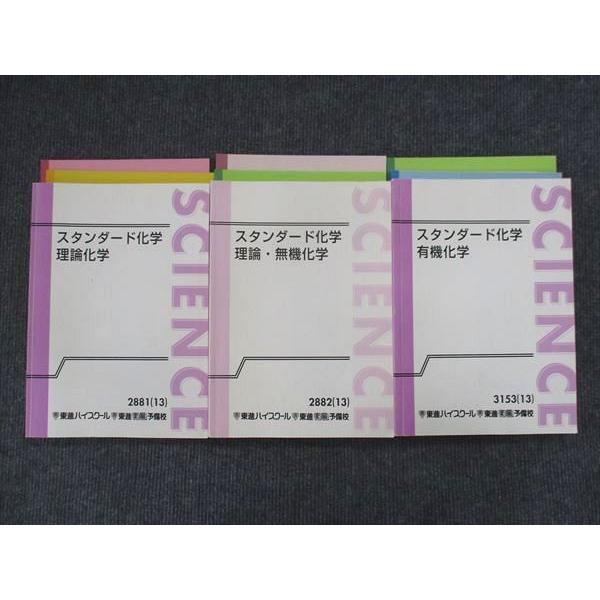 スタンダード化学
理論化学
2881(13)
東進ハイスクール 東進衛星予備校
SCIENCE
スタンダード化学
理論・無機化学
2882(13)
東進ハイスクール 東進衛星予備校
SCIENCE
スタンダード化学
有機化学
3153(13)
東進ハイスクール 東進衛星予備校
SCIENCE